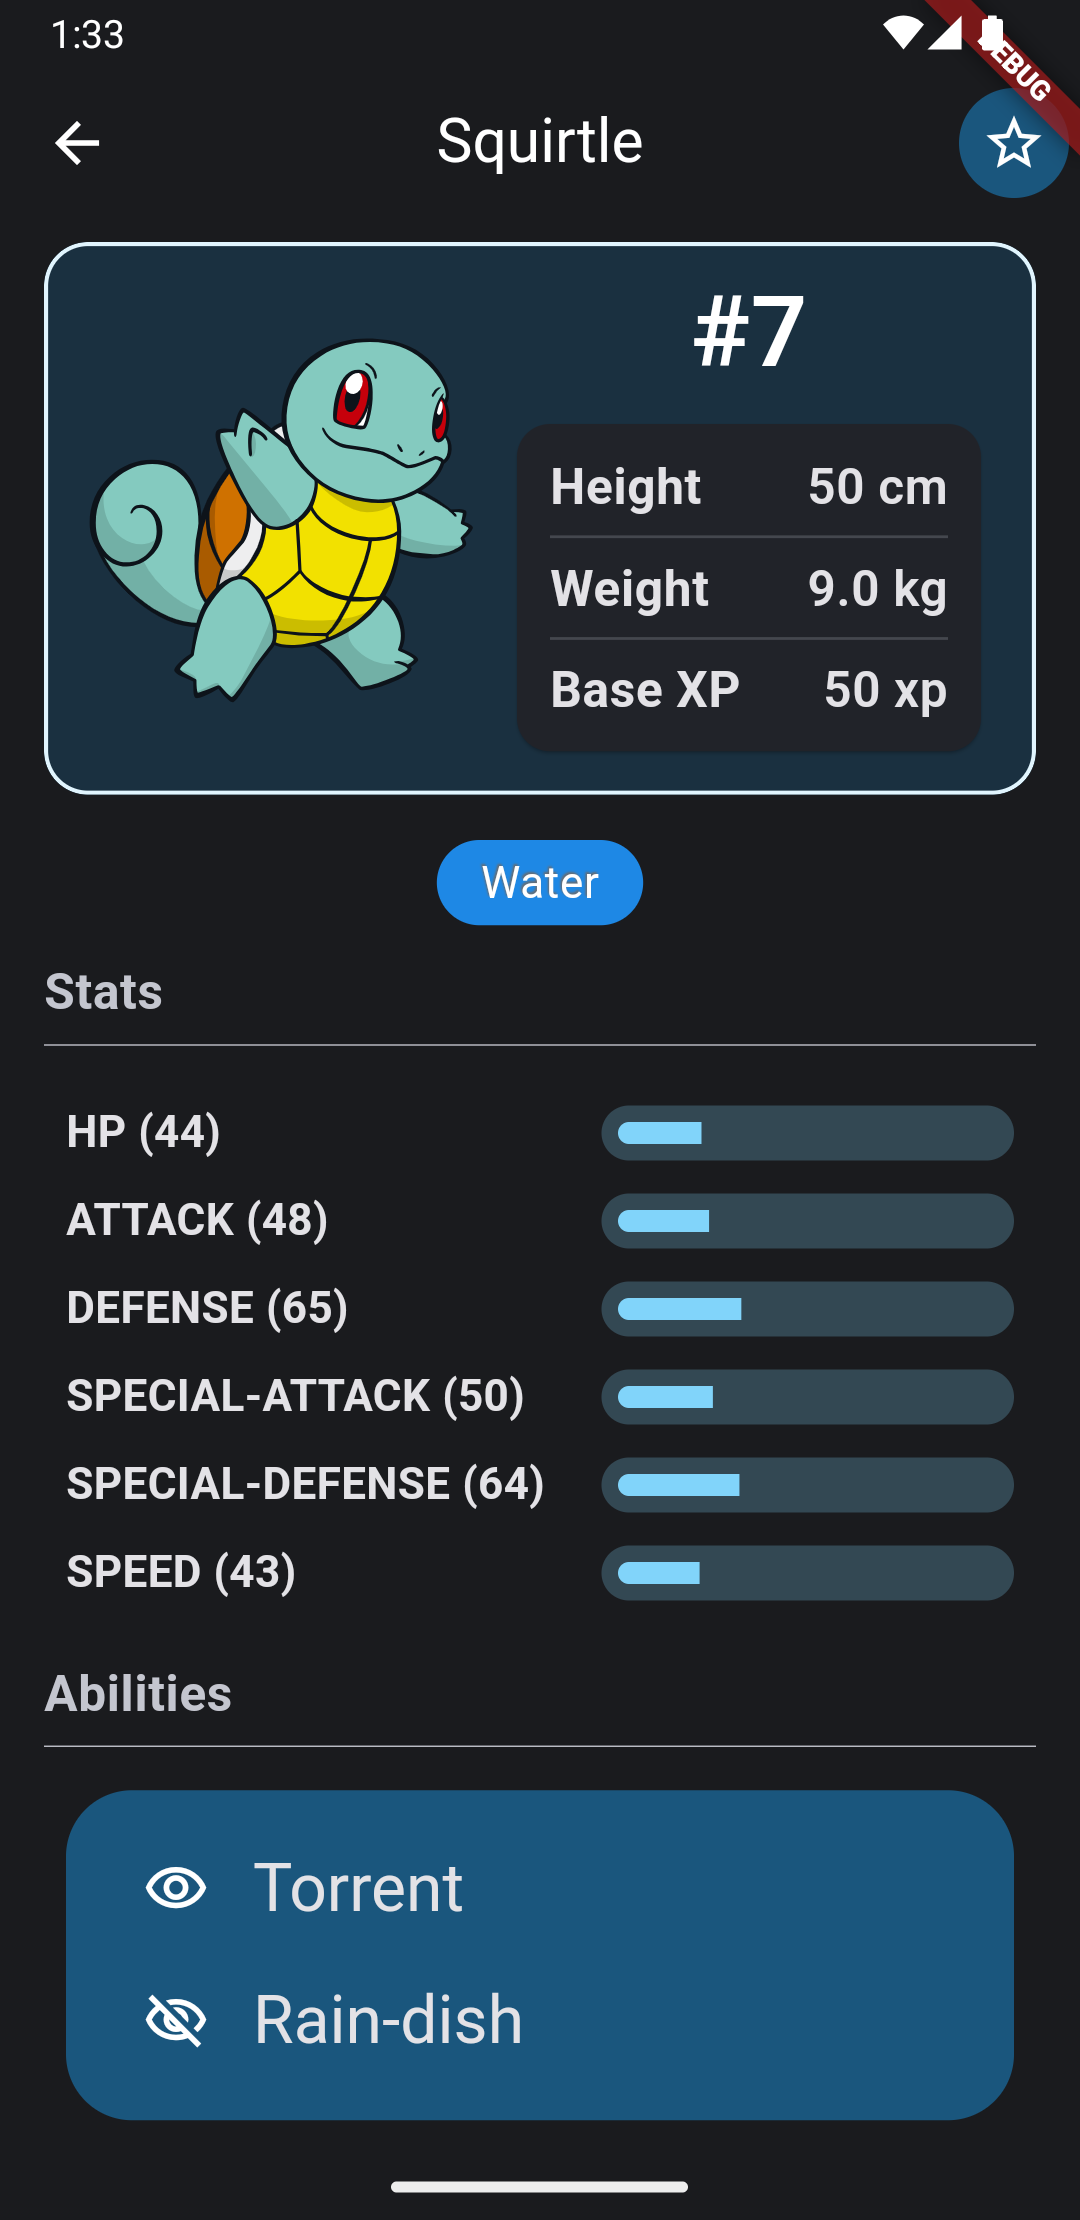 1:33
DEBUG
Squirtle
#7
Height 50 cm
Weight 9.0 kg
Base XP 50 xp
Water
Stats
HP (44)
ATTACK (48)
DEFENSE (65)
SPECIAL-ATTACK (50)
SPECIAL-DEFENSE (64)
SPEED (43)
Abilities
Torrent
Rain-dish